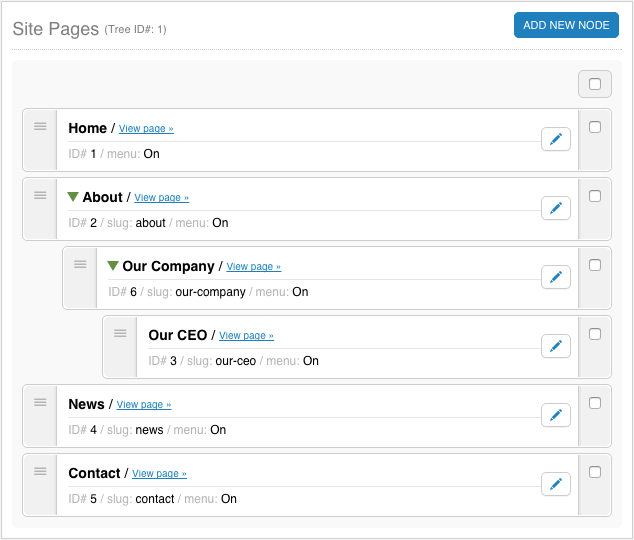 Site Pages (Tree ID#: 1)
ADD NEW NODE
Home / View page »
ID# 1 / menu: On
About / View page »
ID# 2 / slug: about / menu: On
Our Company / View page »
ID# 6 / slug: our-company / menu: On
Our CEO / View page »
ID# 3 / slug: our-ceo / menu: On
News / View page »
ID# 4 / slug: news / menu: On
Contact / View page »
ID# 5 / slug: contact / menu: On